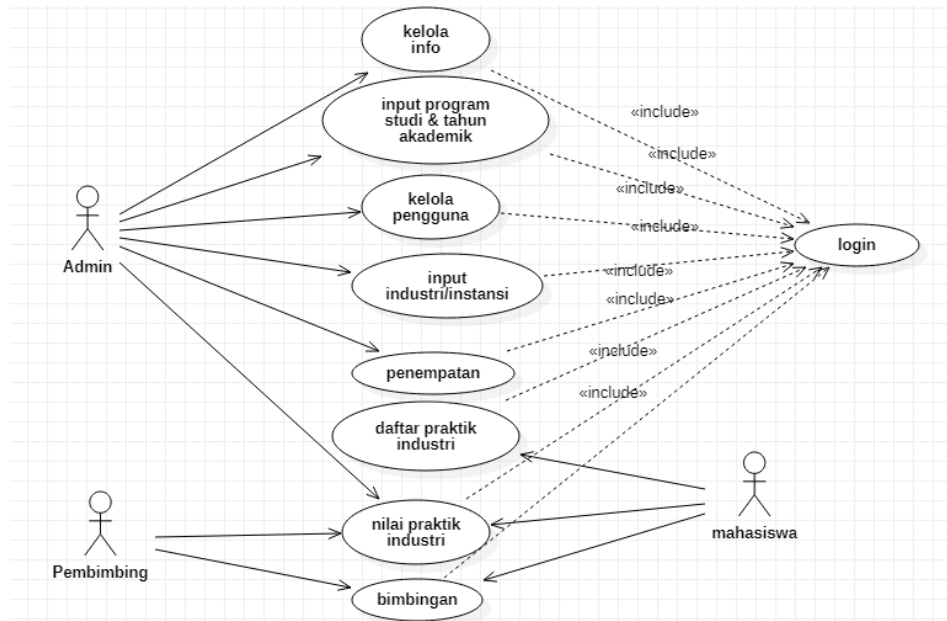 kelola
info
input program
studi & tahun
akademik
«include»
«include»
kelola
pengguna
«include»
«include»
login
Admin
input
industri/instansi
«include»
«include»
penempatan
«include»
daftar praktik
industri
«include»
nilai praktik
industri
mahasiswa
Pembimbing
bimbingan